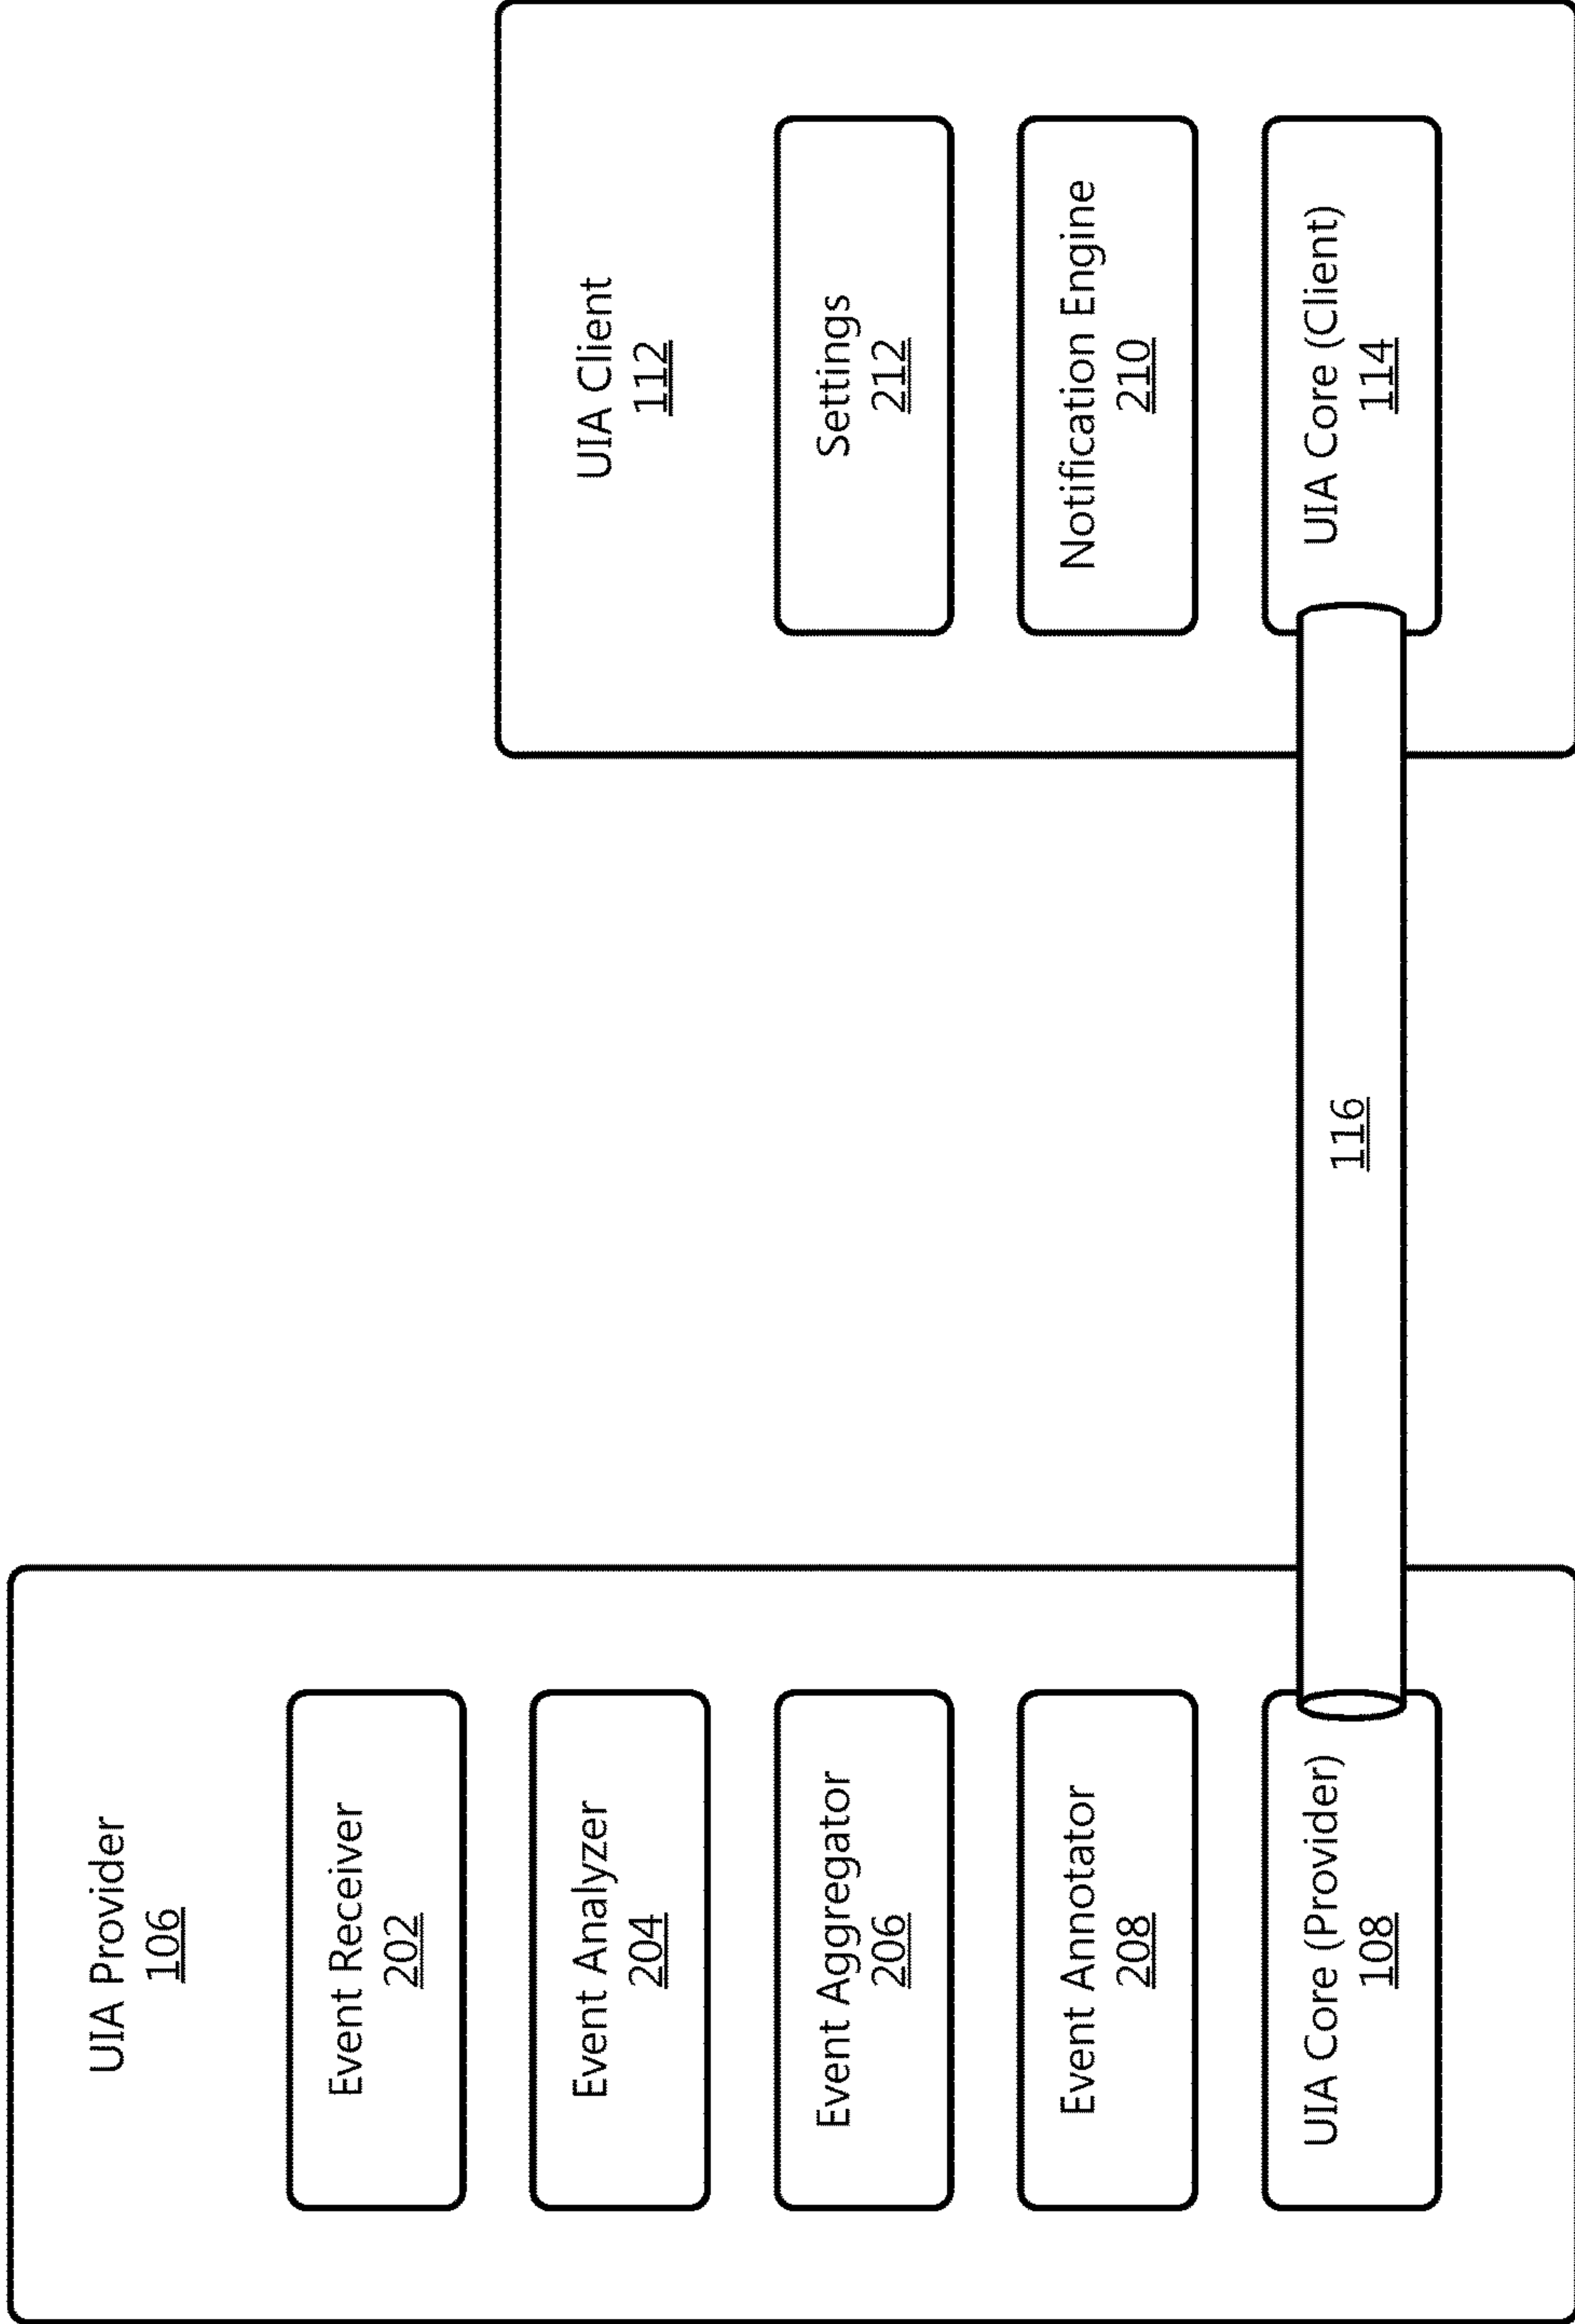 UIA Provider
106
Event Receiver
202
Event Analyzer
204
Event Aggregator
206
Event Annotator
208
UIA Core (Provider)
108
116
UIA Client
112
Settings
212
Notification Engine
210
UIA Core (Client)
114